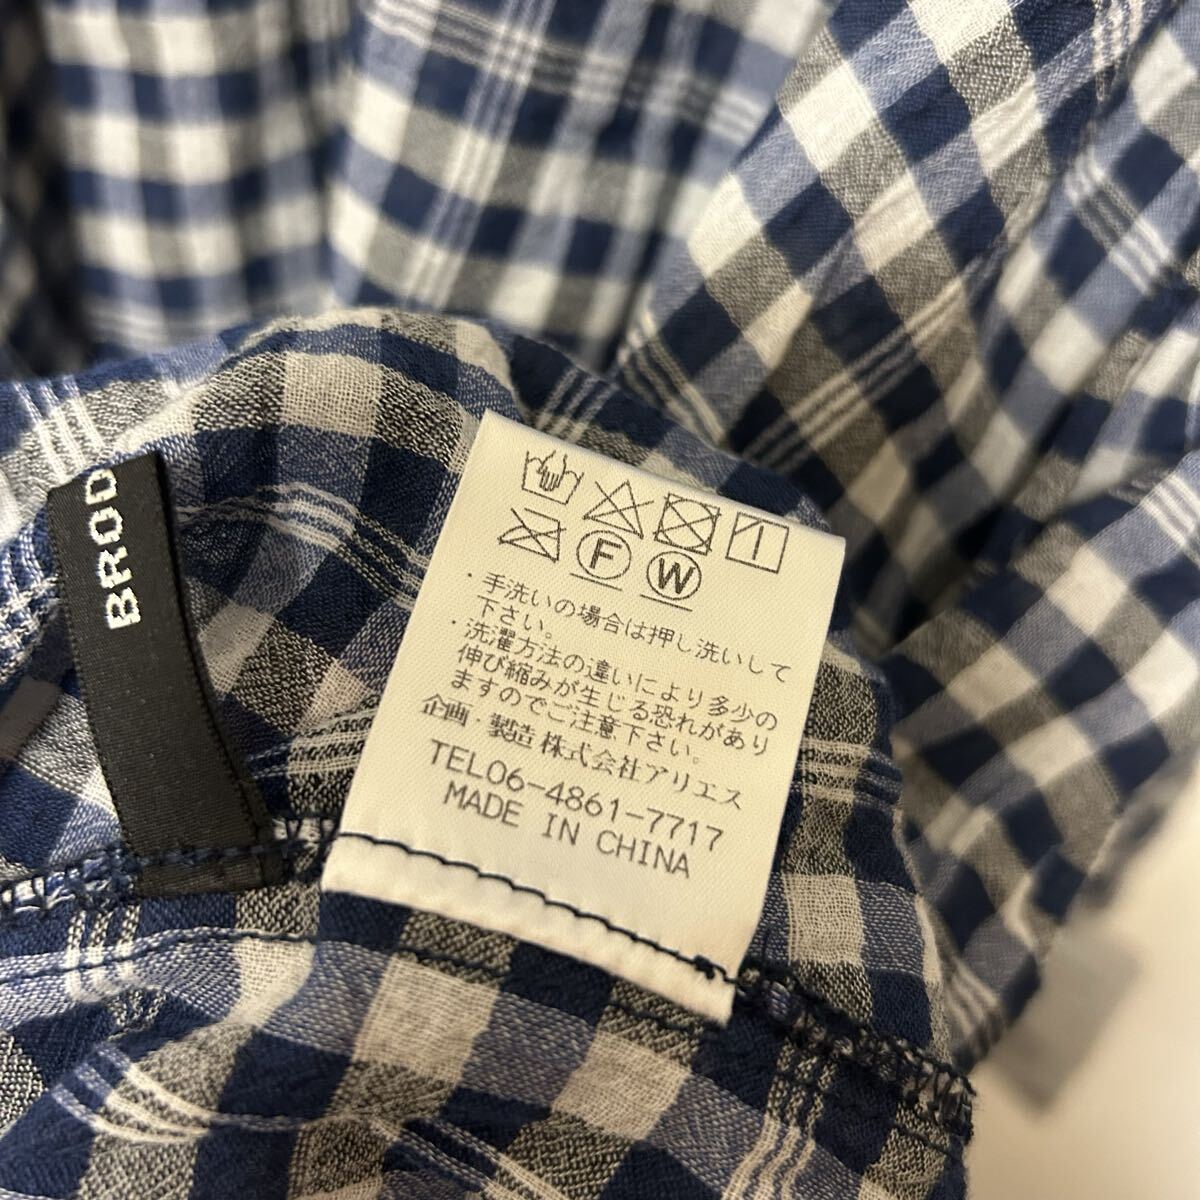 BROD
F W
・手洗いの場合は押し洗いして
下さい。
・洗濯方法の違いにより多少の
伸び縮みが生じる恐れがあり
ますのでご注意下さい。
企画・製造 株式会社アリエス
TEL06-4861-7717
MADE IN CHINA